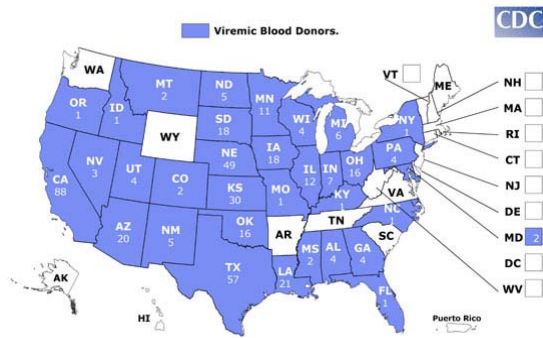 CDC
Viremic Blood Donors.
WA
MT
2
ND
5
MN
11
VT
ME
NH
MA
RI
CT
NJ
DE
MD 2
DC
WV
OR
1
ID
1
WY
SD
18
WI
4
MI
6
NY
1
NV
3
UT
4
CO
2
NE
49
IA
18
IL
12
IN
7
OH
16
PA
4
CA
88
KS
30
MO
1
KY
1
VA
AZ
20
NM
5
OK
16
AR
TN
NC
1
SC
TX
57
LA
21
MS
2
AL
4
GA
4
FL
1
AK
HI
Puerto Rico